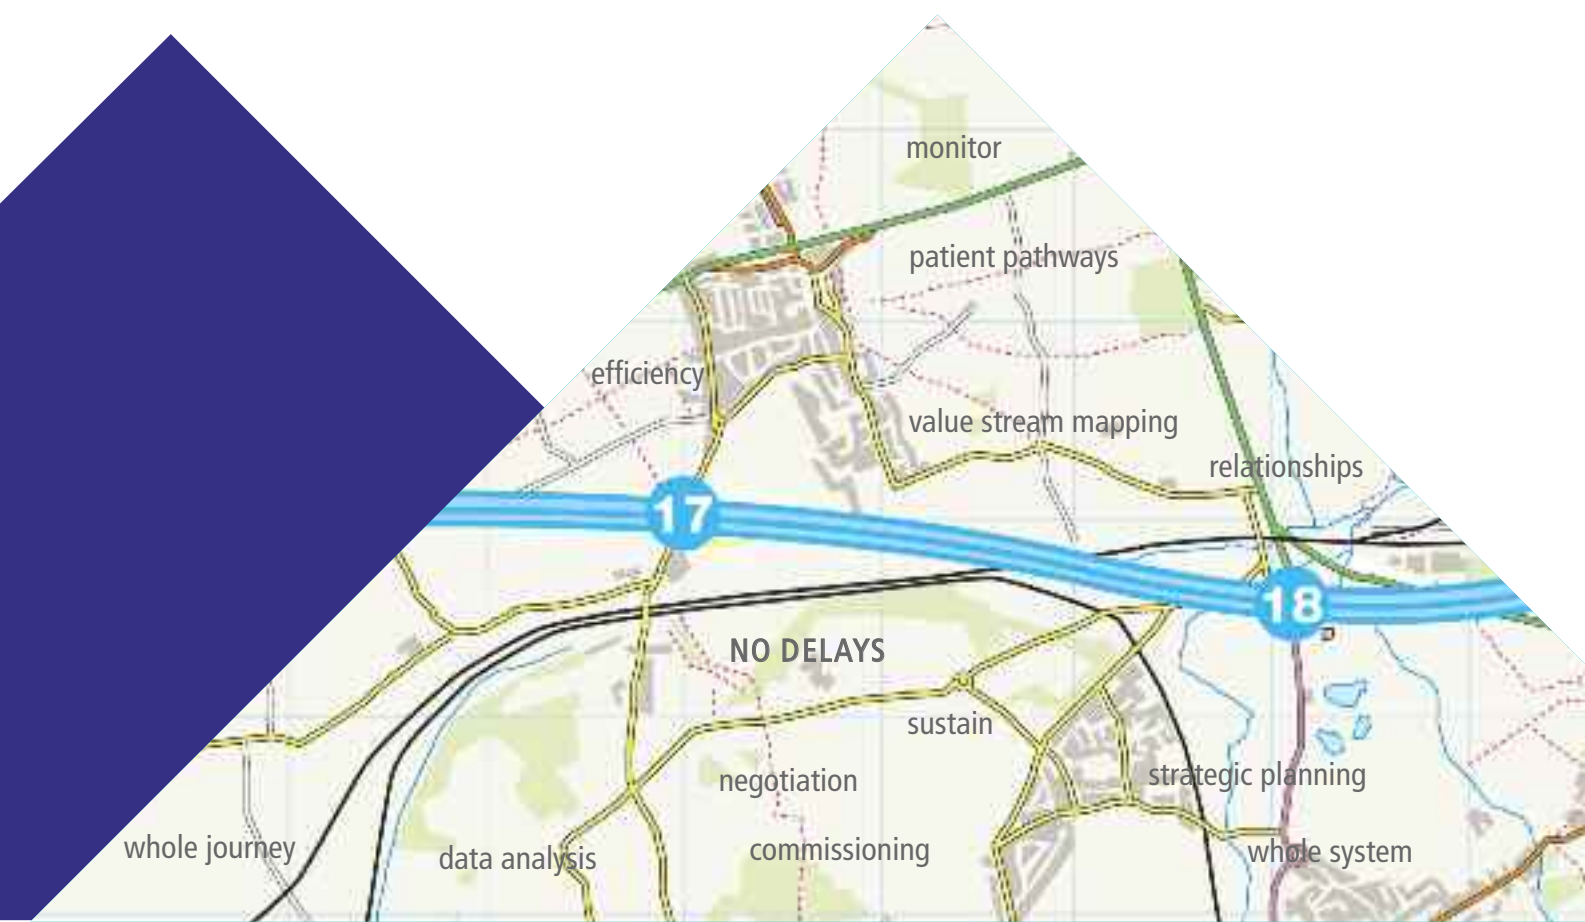 monitor
patient pathways
efficiency
value stream mapping
relationships
17
18
NO DELAYS
sustain
negotiation
strategic planning
whole journey
data analysis
commissioning
whole system